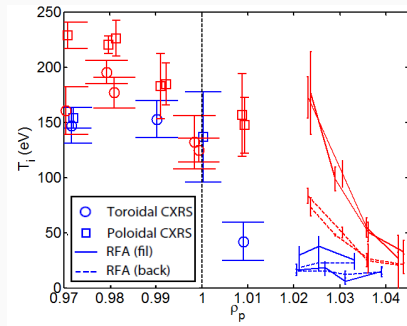 250
200
150
100
50
0
T_i (eV)
Toroidal CXRS
Poloidal CXRS
RFA (fil)
RFA (back)
0.97 0.98 0.99 1 1.01 1.02 1.03 1.04
ρ_p